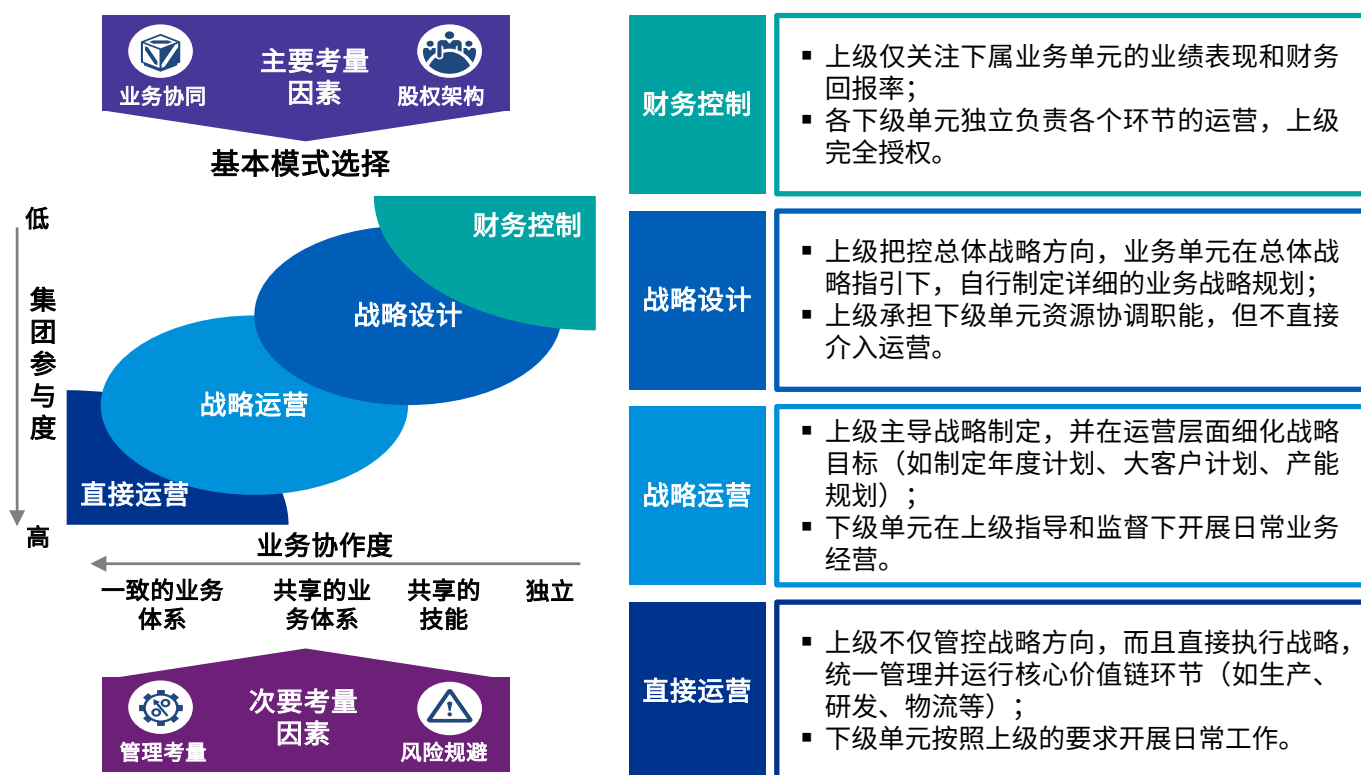 主要考量
因素
业务协同
股权架构
基本模式选择
低
集团参与度
高
财务控制
战略设计
战略运营
直接运营
业务协作度
一致的业务
体系
共享的业
务体系
共享的
技能
独立
次要考量
因素
管理考量
风险规避
财务控制
▪ 上级仅关注下属业务单元的业绩表现和财务
回报率；
▪ 各下级单元独立负责各个环节的运营，上级
完全授权。
战略设计
▪ 上级把控总体战略方向，业务单元在总体战
略指引下，自行制定详细的业务战略规划；
▪ 上级承担下级单元资源协调职能，但不直接
介入运营。
战略运营
▪ 上级主导战略制定，并在运营层面细化战略
目标（如制定年度计划、大客户计划、产能
规划）；
▪ 下级单元在上级指导和监督下开展日常业务
经营。
直接运营
▪ 上级不仅管控战略方向，而且直接执行战略，
统一管理并运行核心价值链环节（如生产、
研发、物流等）；
▪ 下级单元按照上级的要求开展日常工作。